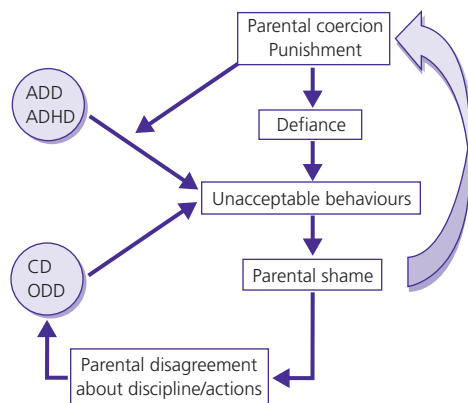 Parental coercion
Punishment
ADD
ADHD
Defiance
Unacceptable behaviours
CD
ODD
Parental shame
Parental disagreement
about discipline/actions